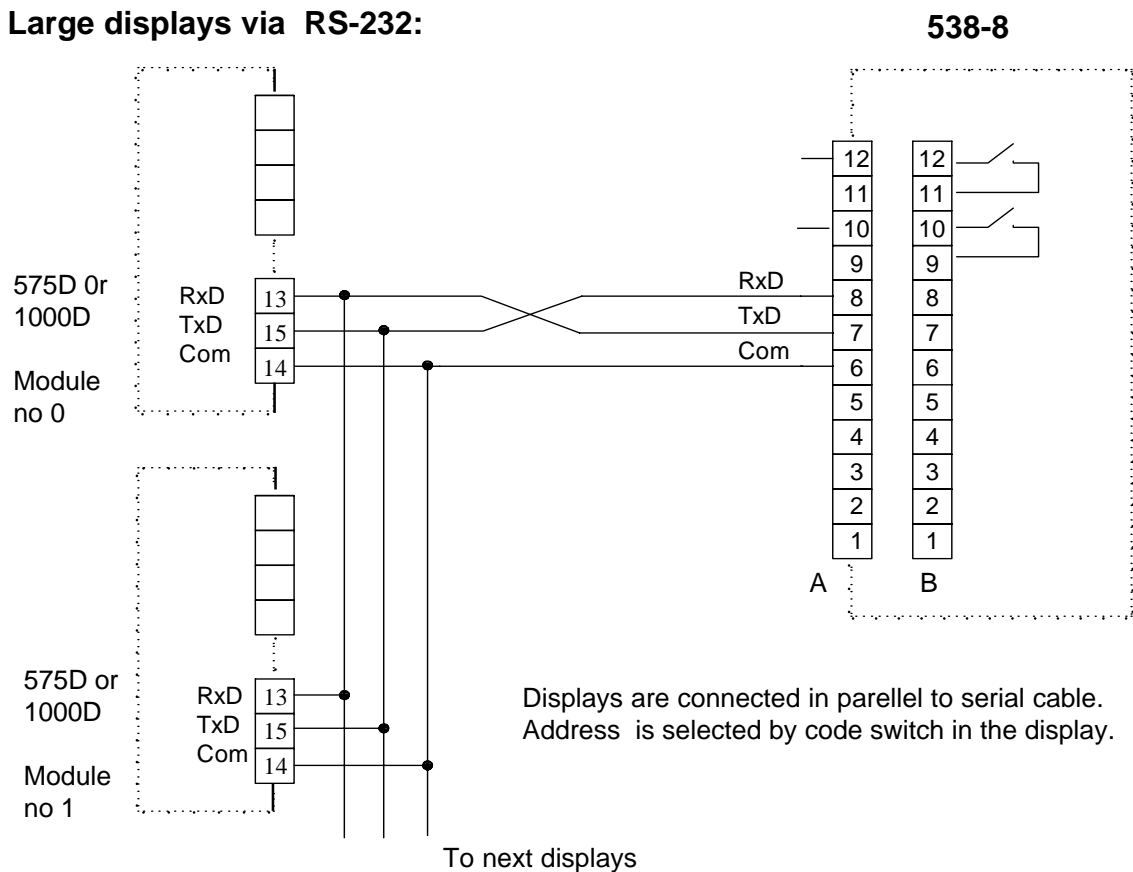 Large displays via RS-232:
538-8
575D 0r
1000D
Module
no 0
RxD
TxD
Com
13
15
14
RxD
TxD
Com
12
11
10
9
8
7
6
5
4
3
2
1
A
12
11
10
9
8
7
6
5
4
3
2
1
B
575D or
1000D
Module
no 1
RxD
TxD
Com
13
15
14
Displays are connected in parellel to serial cable.
Address is selected by code switch in the display.
To next displays